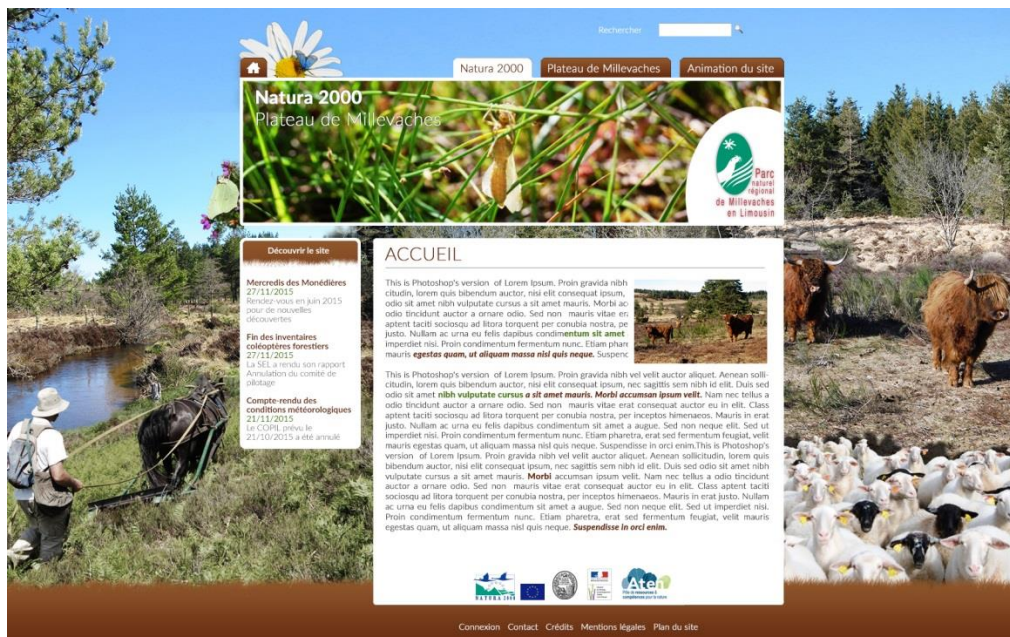 Rechercher
Natura 2000
Plateau de Millevaches
Animation du site
Natura 2000
Plateau de Millevaches
Parc
naturel
régional
de Millevaches
en Limousin
Découvrir le site
Mercredis des Monédières
27/11/2015
Rendez-vous en juin 2015
pour de nouvelles
découvertes
Fin des inventaires
coléoptères forestiers
27/11/2015
La SEL a rendu son rapport
Annulation du comité de
pilotage
Compte-rendu des
conditions météorologiques
21/11/2015
Le COPIL prévu le
21/10/2015 a été annulé
ACCUEIL
This is Photoshop's version of Lorem Ipsum. Proin gravida nibh
citudin, lorem quis bibendum auctor, nisi elit consequat ipsum,
odio sit amet nibh vulputate cursus a sit amet mauris. Morbi ac
odio tincidunt auctor a ornare odio. Sed non mauris vitae er
aptent taciti sociosqu ad litora torquent per conubia nostra, pe
justo. Nullam ac urna eu felis dapibus condimentum sit amet
imperdiet nisi. Proin condimentum fermentum nunc. Etiam phare
mauris egestas quam, ut aliquam massa nisl quis neque. Suspenc
This is Photoshop's version of Lorem Ipsum. Proin gravida nibh vel velit auctor aliquet. Aenean solli-
citudin, lorem quis bibendum auctor, nisi elit consequat ipsum, nec sagittis sem nibh id elit. Duis sed
odio sit amet nibh vulputate cursus a sit amet mauris. Morbi accumsan ipsum velit. Nam nec tellus a
odio tincidunt auctor a ornare odio. Sed non mauris vitae erat consequat auctor eu in elit. Class
aptent taciti sociosqu ad litora torquent per conubia nostra, per inceptos himenaeos. Mauris in erat
justo. Nullam ac urna eu felis dapibus condimentum sit amet a augue. Sed non neque elit. Sed ut
imperdiet nisi. Proin condimentum fermentum nunc. Etiam pharetra, erat sed fermentum feugiat, velit
mauris egestas quam, ut aliquam massa nisl quis neque. Suspendisse in orci enim.This is Photoshop's
version of Lorem Ipsum. Proin gravida nibh vel velit auctor aliquet. Aenean sollicitudin, lorem quis
bibendum auctor, nisi elit consequat ipsum, nec sagittis sem nibh id elit. Duis sed odio sit amet nibh
vulputate cursus a sit amet mauris. Morbi accumsan ipsum velit. Nam nec tellus a odio tincidunt
auctor a ornare odio. Sed non mauris vitae erat consequat auctor eu in elit. Class aptent taciti
sociosqu ad litora torquent per conubia nostra, per inceptos himenaeos. Mauris in erat justo. Nullam
ac urna eu felis dapibus condimentum sit amet a augue. Sed non neque elit. Sed ut imperdiet nisi.
Proin condimentum fermentum nunc. Etiam pharetra, erat sed fermentum feugiat, velit mauris
egestas quam, ut aliquam massa nisl quis neque. Suspendisse in orci enim.
NATURA 2000
Aten
Pôle de ressources &
compétences pour la nature
Connexion Contact Crédits Mentions légales Plan du site